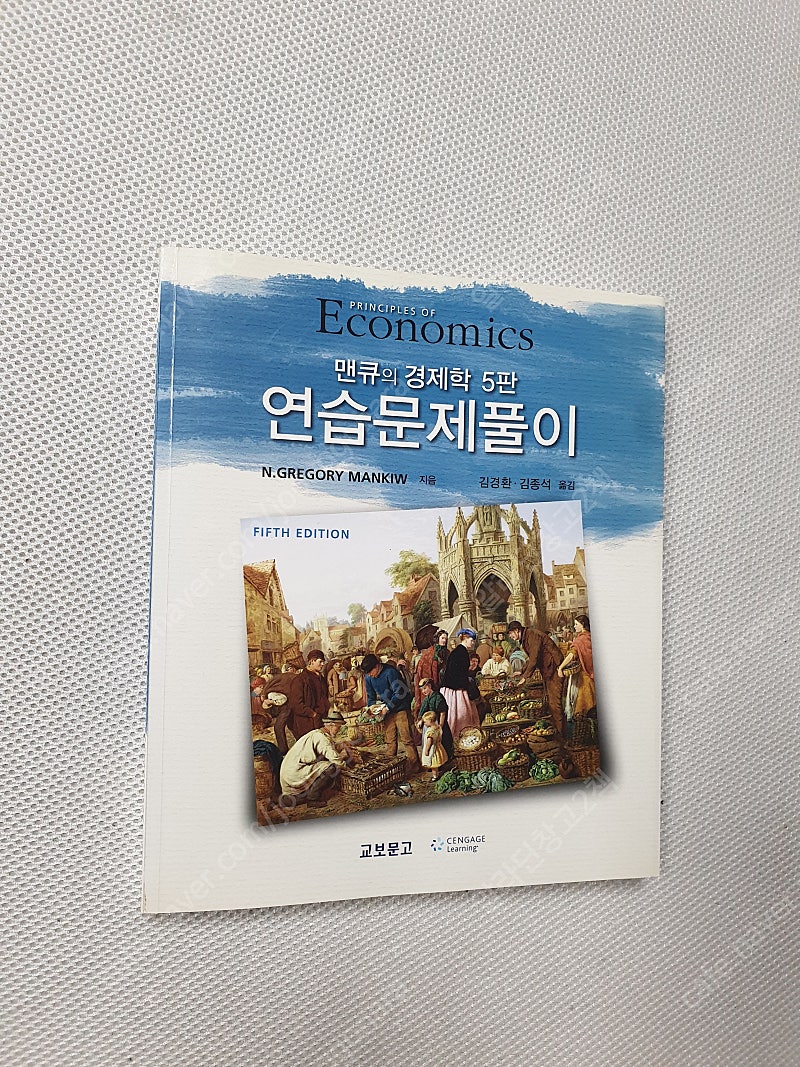 PRINCIPLES OF
Economics
맨큐의 경제학 5판
연습문제풀이
N.GREGORY MANKIW 지음 김경환·김종석 옮김
FIFTH EDITION
교보문고 CENGAGE
Learning